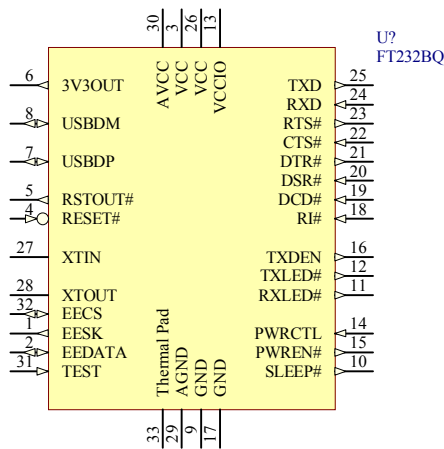 30 3 26 13
U?
FT232BQ
AVCC VCC VCC VCCIO
6 3V3OUT TXD 25
RXD 24
8 USBDM RTS# 23
CTS# 22
7 USBDP DTR# 21
DSR# 20
5 RSTOUT# DCD# 19
4 RESET# RI# 18
27 XTIN TXDEN 16
TXLED# 12
28 XTOUT RXLED# 11
32 EECS
1 EESK PWRCTL 14
2 EEDATA PWREN# 15
31 TEST SLEEP# 10
Thermal Pad AGND GND GND
33 29 9 17